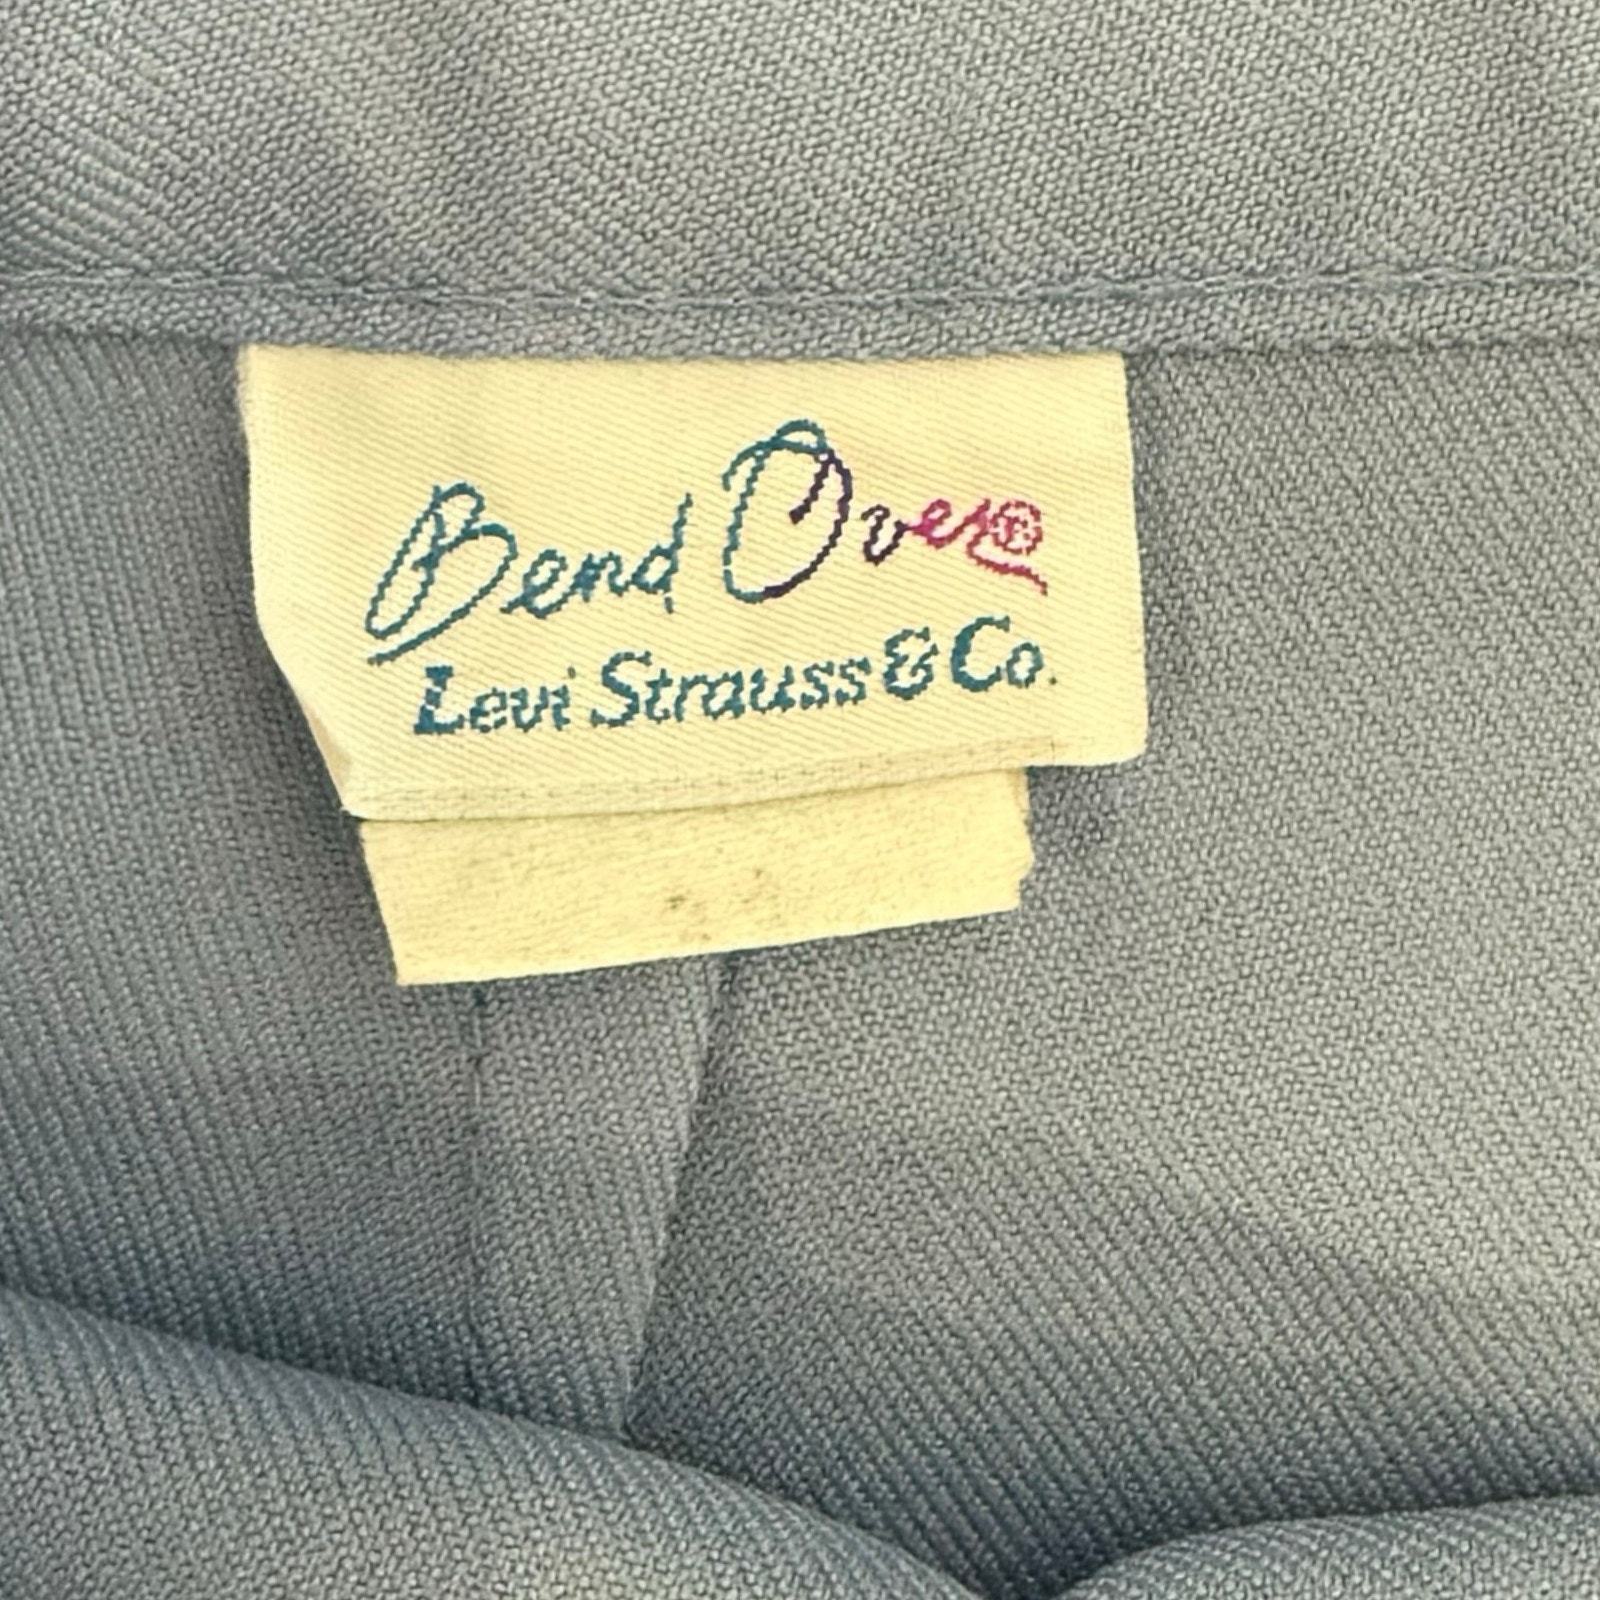 Bend Over®
Levi Strauss & Co.